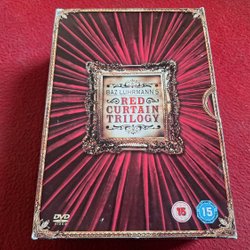 BAZ LUHRMANN'S
RED
CURTAIN
TRILOGY
DVD
15
15